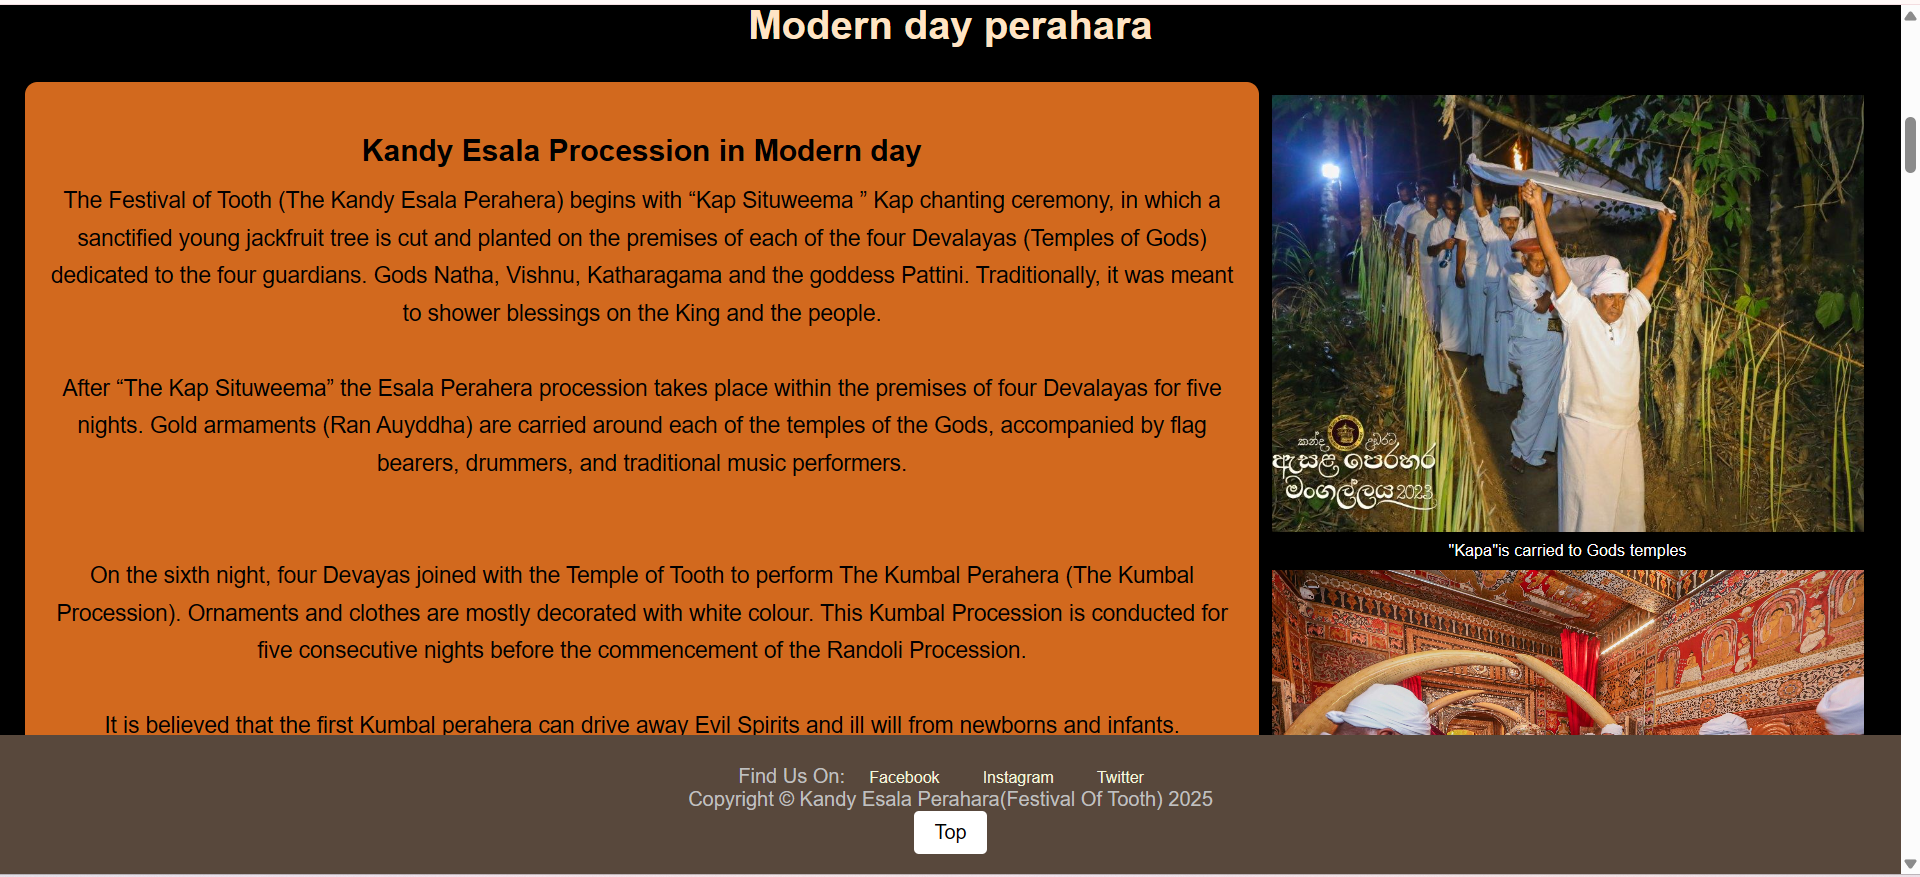 Modern day perahara
Kandy Esala Procession in Modern day
The Festival of Tooth (The Kandy Esala Perahera) begins with “Kap Situweema ” Kap chanting ceremony, in which a
sanctified young jackfruit tree is cut and planted on the premises of each of the four Devalayas (Temples of Gods)
dedicated to the four guardians. Gods Natha, Vishnu, Katharagama and the goddess Pattini. Traditionally, it was meant
to shower blessings on the King and the people.
After “The Kap Situweema” the Esala Perahera procession takes place within the premises of four Devalayas for five
nights. Gold armaments (Ran Auyddha) are carried around each of the temples of the Gods, accompanied by flag
bearers, drummers, and traditional music performers.
On the sixth night, four Devayas joined with the Temple of Tooth to perform The Kumbal Perahera (The Kumbal
Procession). Ornaments and clothes are mostly decorated with white colour. This Kumbal Procession is conducted for
five consecutive nights before the commencement of the Randoli Procession.
It is believed that the first Kumbal perahera can drive away Evil Spirits and ill will from newborns and infants.
කන්ද උඩරට
ඇසළ පෙරහර
මංගල්ලය 2023
"Kapa"is carried to Gods temples
Find Us On: Facebook Instagram Twitter
Copyright © Kandy Esala Perahara(Festival Of Tooth) 2025
Top